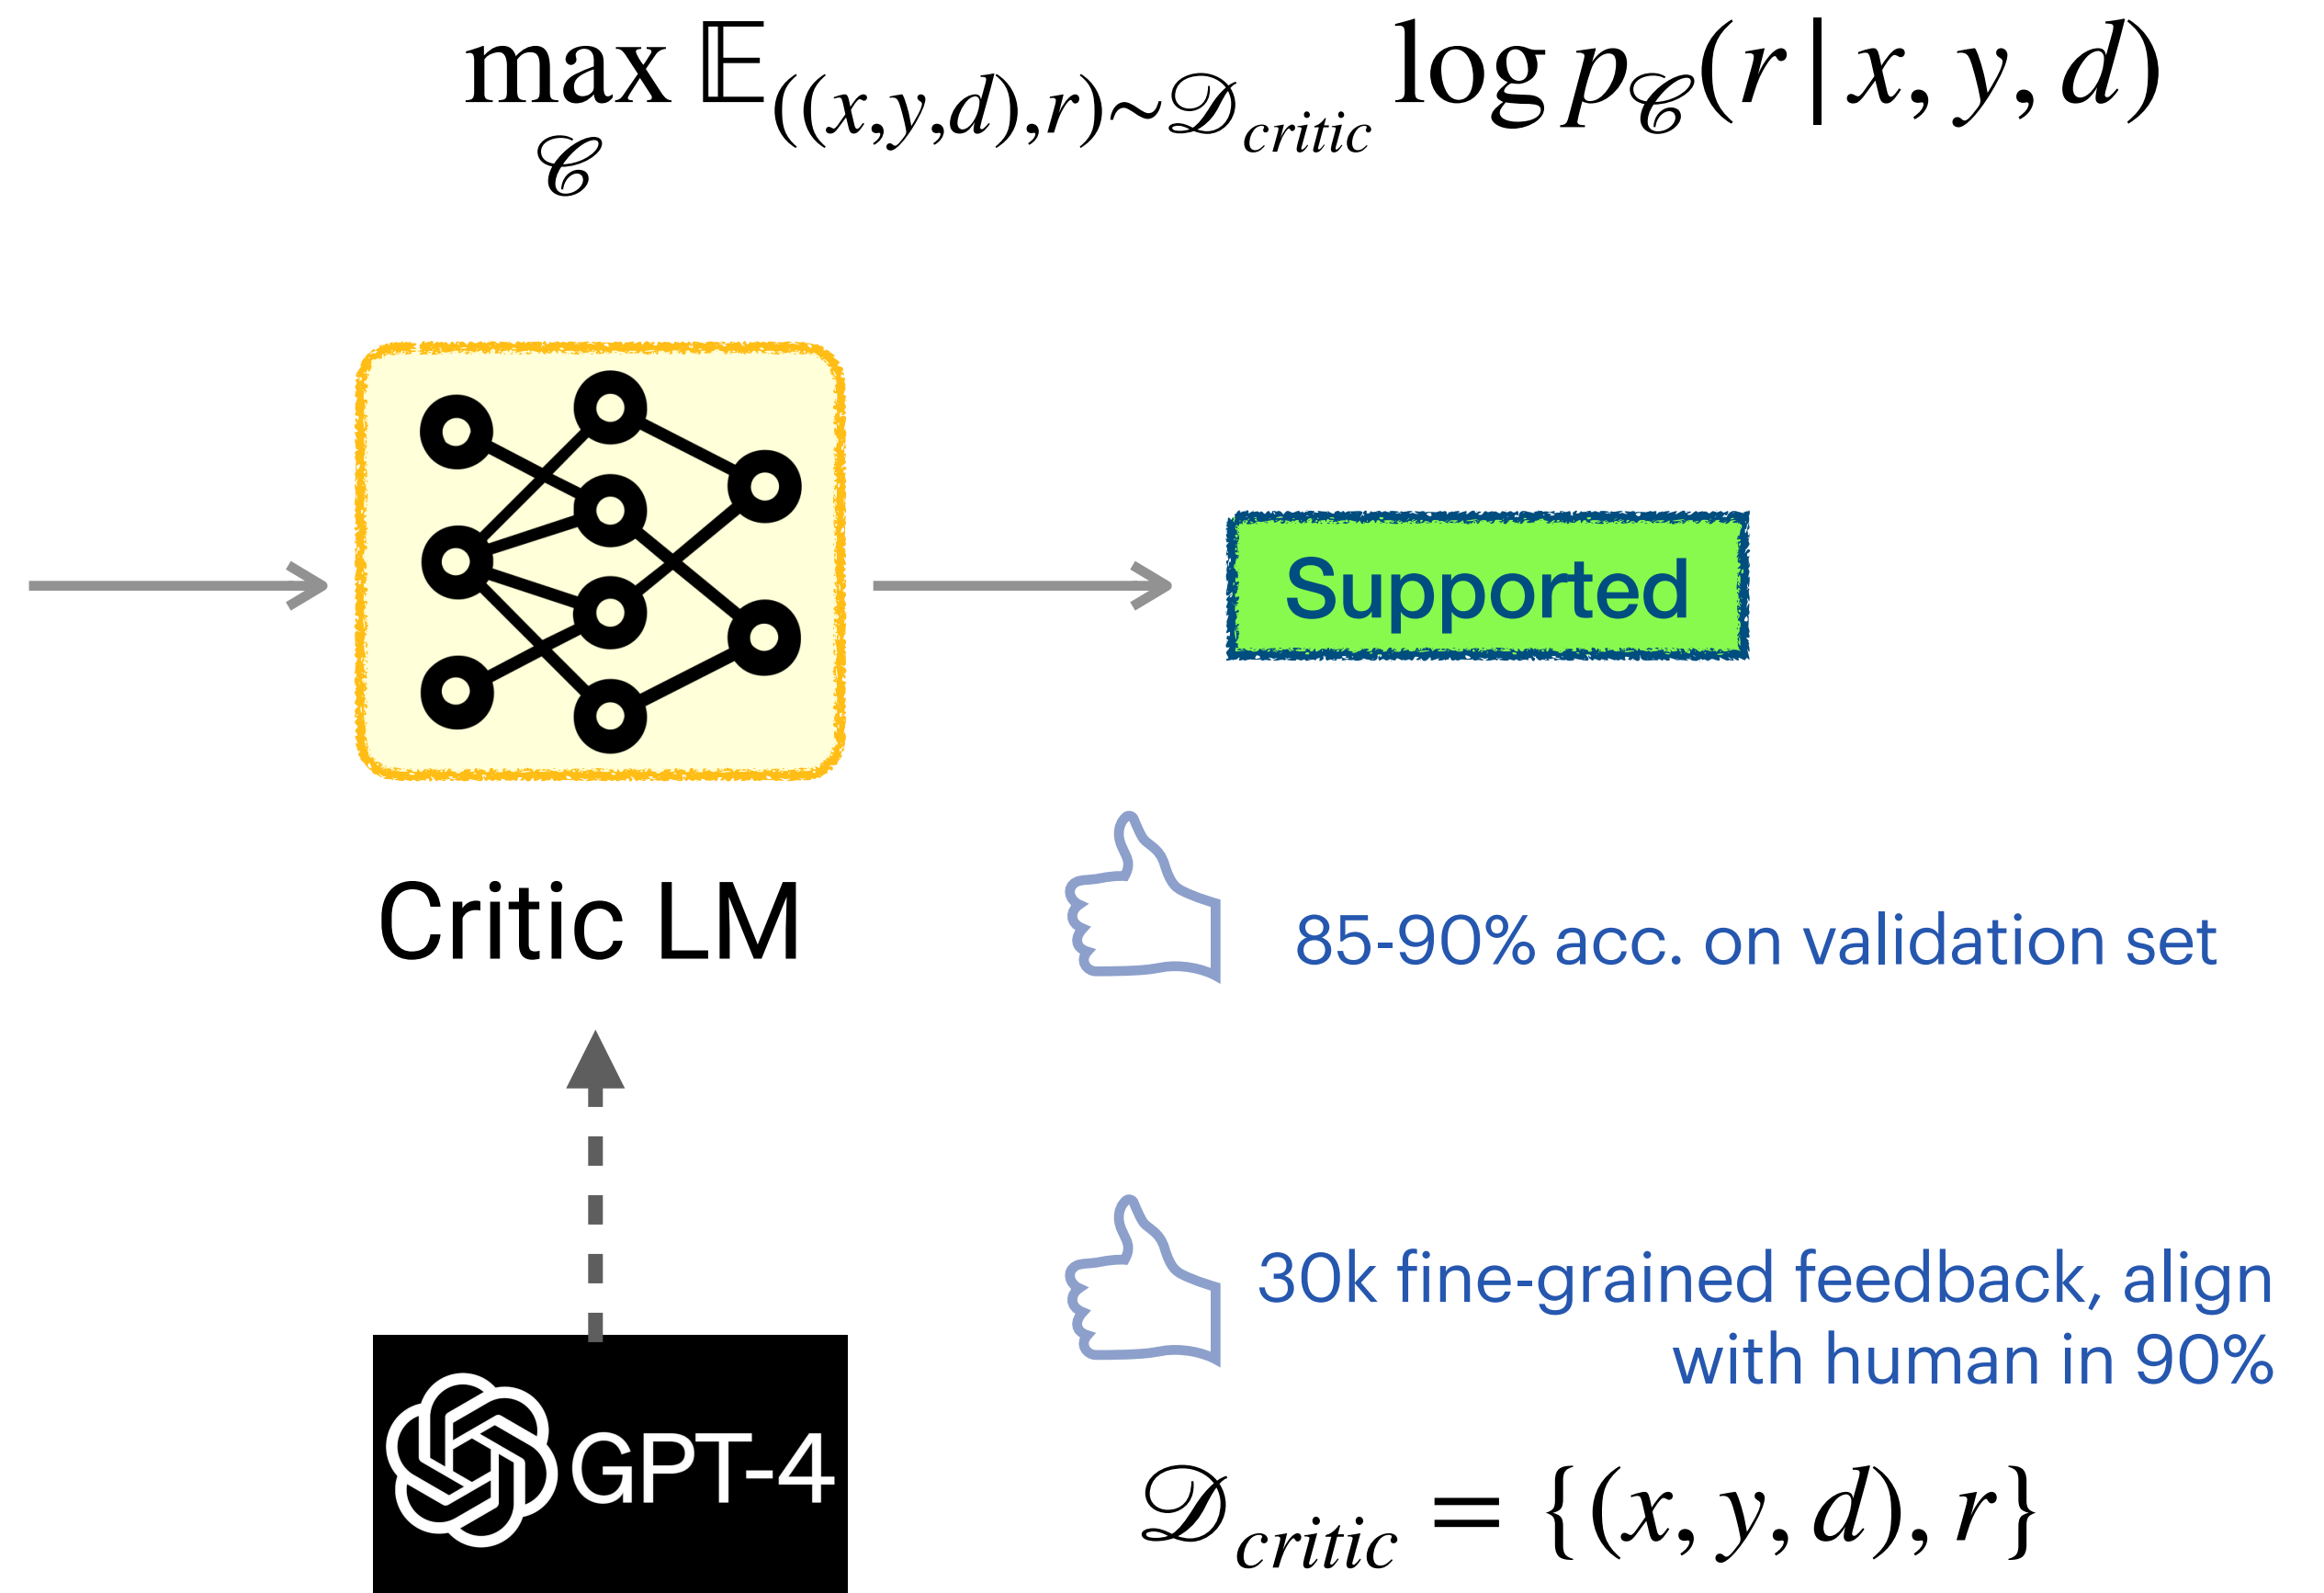 max 𝔼((x,y,d),r)∼𝒟critic log p𝒞(r | x, y, d)
𝒞
Supported
Critic LM
85-90% acc. on validation set
30k fine-grained feedback, align
with human in 90%
GPT-4
𝒟critic = {(x, y, d), r}